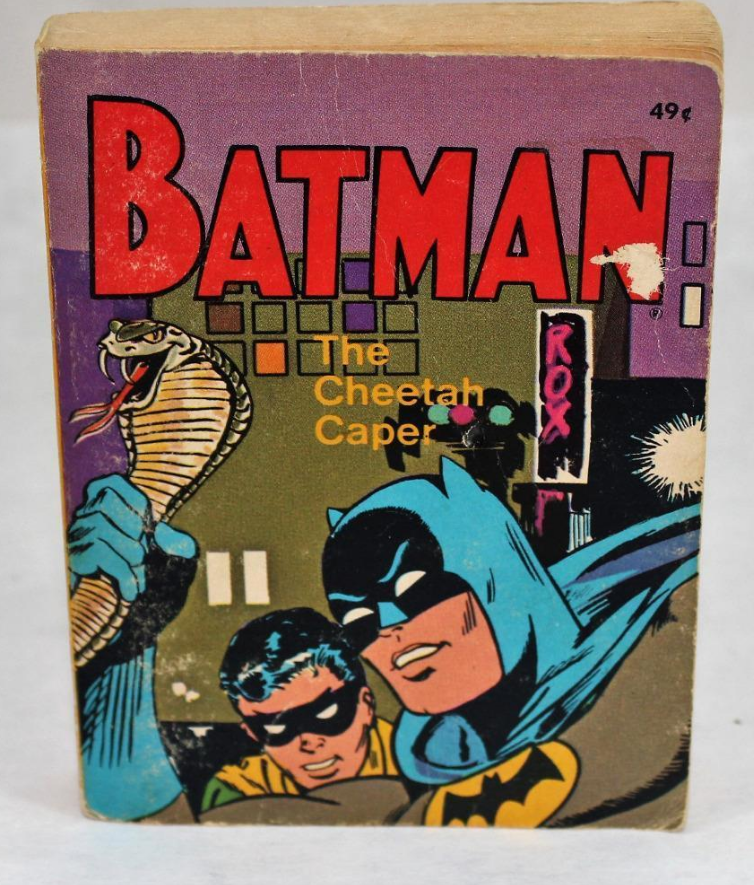 49¢
BATMAN
The
Cheetah
Caper
ROX